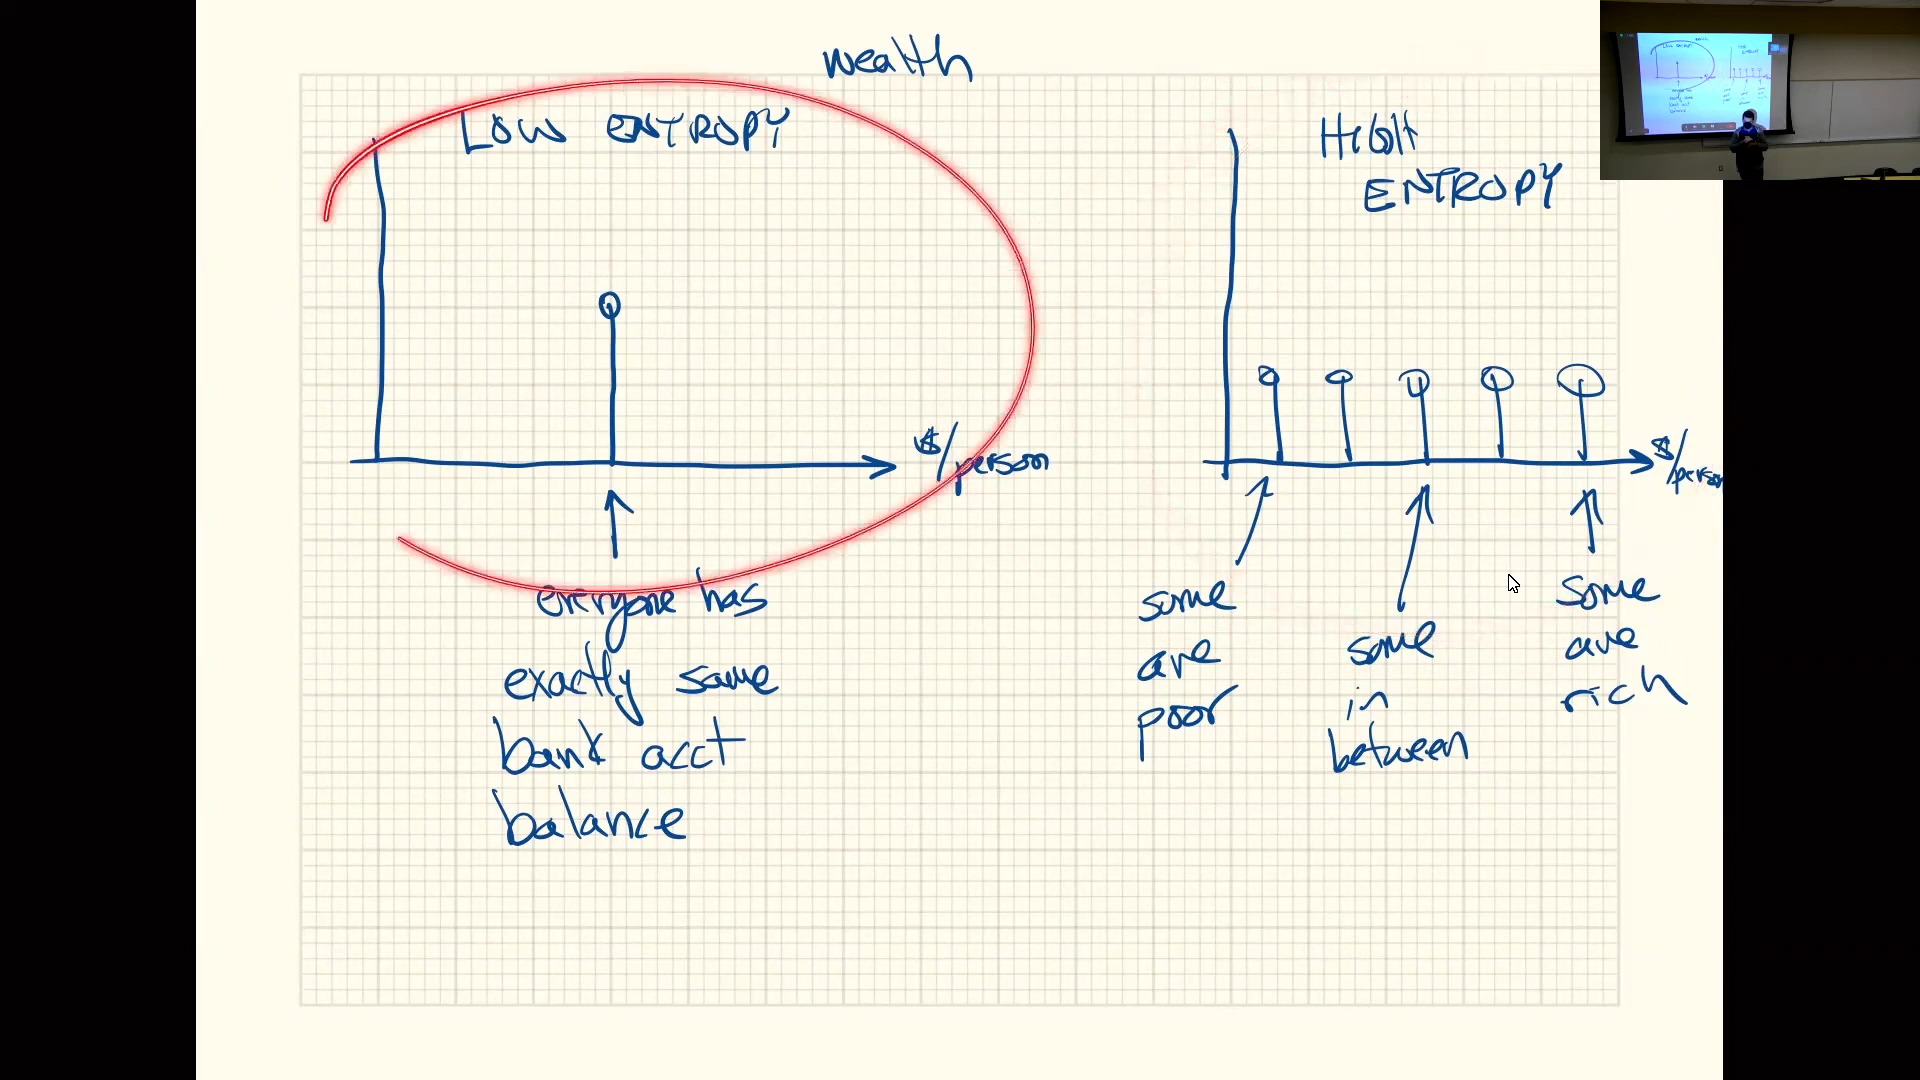 wealth
LOW ENTROPY
$/person
everyone has
exactly same
bank acct
balance
HIGH
ENTROPY
$/person
some
are
poor
some
in
between
some
are
rich